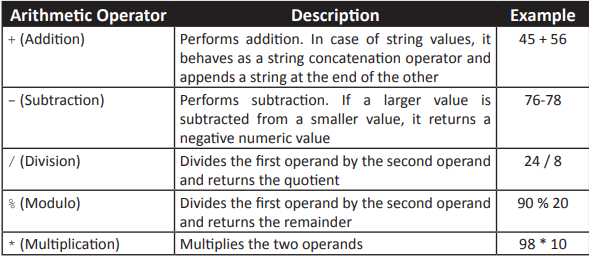 Arithmetic Operator Description Example
+ (Addition) Performs addition. In case of string values, it 45 + 56
behaves as a string concatenation operator and
appends a string at the end of the other
− (Subtraction) Performs subtraction. If a larger value is 76-78
subtracted from a smaller value, it returns a
negative numeric value
/ (Division) Divides the first operand by the second operand 24 / 8
and returns the quotient
% (Modulo) Divides the first operand by the second operand 90 % 20
and returns the remainder
* (Multiplication) Multiplies the two operands 98 * 10